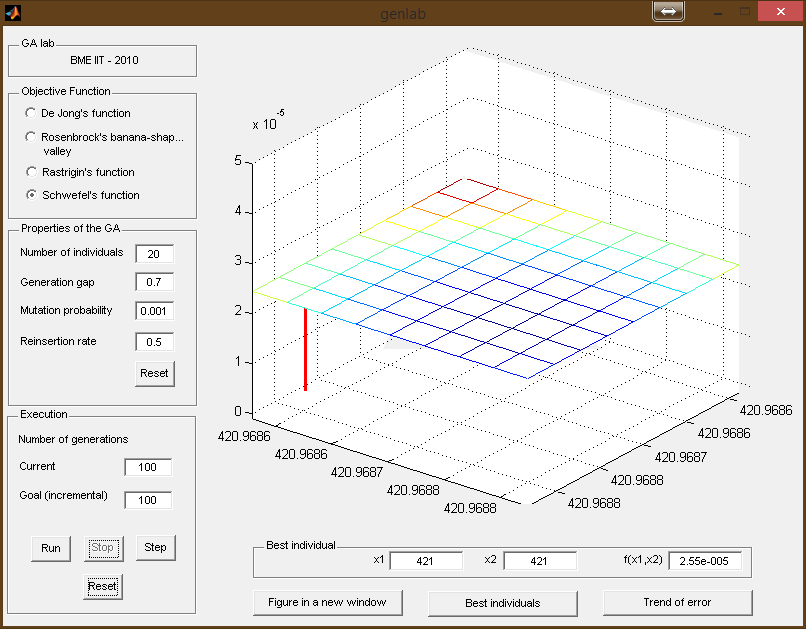 genlab
GA lab
BME IIT - 2010
Objective Function
De Jong's function
Rosenbrock's banana-shap...
valley
Rastrigin's function
Schwefel's function
Properties of the GA
Number of individuals 20
Generation gap 0.7
Mutation probability 0.001
Reinsertion rate 0.5
Reset
Execution
Number of generations
Current 100
Goal (incremental) 100
Run Stop Step
Reset
x 10^-5
5
4
3
2
1
0
420.9686
420.9686
420.9687
420.9688
420.9688
420.9688
420.9688
420.9687
420.9686
420.9686
Best individual
x1 421 x2 421 f(x1,x2) 2.55e-005
Figure in a new window Best individuals Trend of error